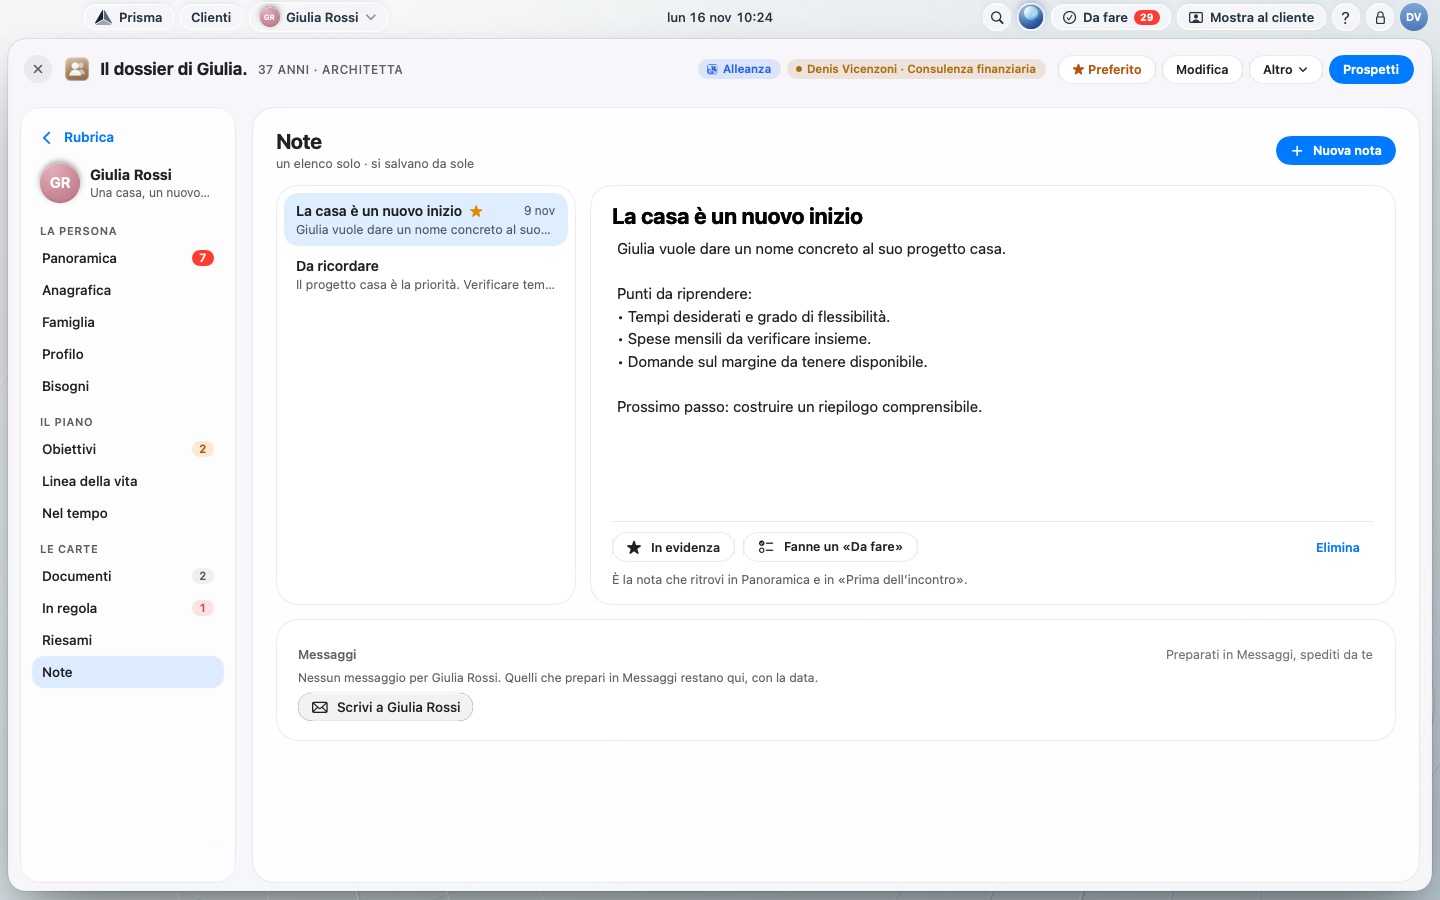 Prisma
Clienti
GR Giulia Rossi
lun 16 nov 10:24
Da fare 29
Mostra al cliente
?
DV
Il dossier di Giulia. 37 ANNI · ARCHITETTA
Alleanza
Denis Vicenzoni · Consulenza finanziaria
Preferito
Modifica
Altro
Prospetti
Rubrica
GR
Giulia Rossi
Una casa, un nuovo...
LA PERSONA
Panoramica 7
Anagrafica
Famiglia
Profilo
Bisogni
IL PIANO
Obiettivi 2
Linea della vita
Nel tempo
LE CARTE
Documenti 2
In regola 1
Riesami
Note
Note
un elenco solo · si salvano da sole
Nuova nota
La casa è un nuovo inizio 9 nov
Giulia vuole dare un nome concreto al suo...
Da ricordare
Il progetto casa è la priorità. Verificare tem...
La casa è un nuovo inizio
Giulia vuole dare un nome concreto al suo progetto casa.
Punti da riprendere:
• Tempi desiderati e grado di flessibilità.
• Spese mensili da verificare insieme.
• Domande sul margine da tenere disponibile.
Prossimo passo: costruire un riepilogo comprensibile.
In evidenza
Fanne un «Da fare»
Elimina
È la nota che ritrovi in Panoramica e in «Prima dell'incontro».
Messaggi
Preparati in Messaggi, spediti da te
Nessun messaggio per Giulia Rossi. Quelli che prepari in Messaggi restano qui, con la data.
Scrivi a Giulia Rossi